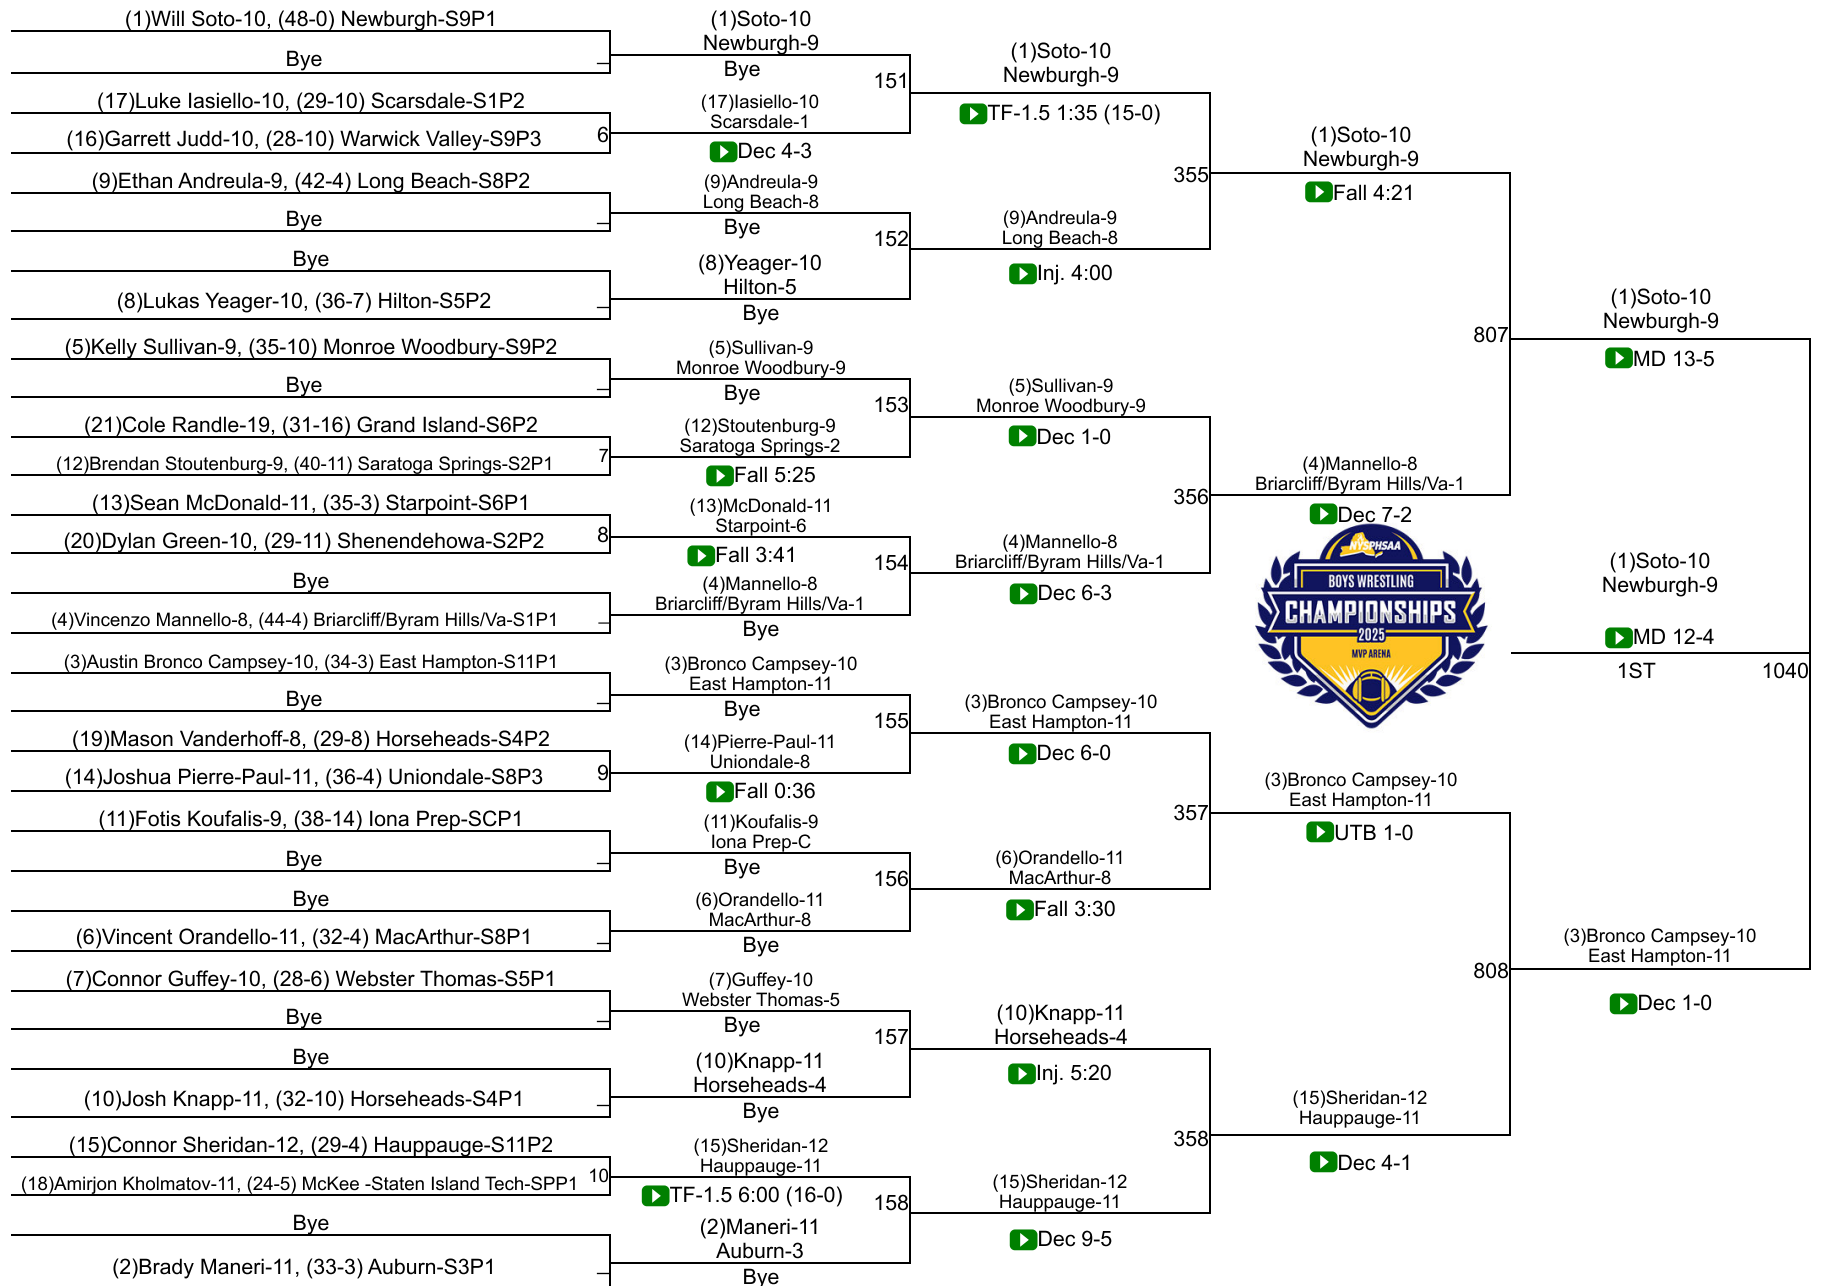 (1)Will Soto-10, (48-0) Newburgh-S9P1
Bye
(17)Luke Iasiello-10, (29-10) Scarsdale-S1P2
(16)Garrett Judd-10, (28-10) Warwick Valley-S9P3
6
(9)Ethan Andreula-9, (42-4) Long Beach-S8P2
Bye
Bye
(8)Lukas Yeager-10, (36-7) Hilton-S5P2
(5)Kelly Sullivan-9, (35-10) Monroe Woodbury-S9P2
Bye
(21)Cole Randle-19, (31-16) Grand Island-S6P2
(12)Brendan Stoutenburg-9, (40-11) Saratoga Springs-S2P1
7
(13)Sean McDonald-11, (35-3) Starpoint-S6P1
(20)Dylan Green-10, (29-11) Shenendehowa-S2P2
8
Bye
(4)Vincenzo Mannello-8, (44-4) Briarcliff/Byram Hills/Va-S1P1
(3)Austin Bronco Campsey-10, (34-3) East Hampton-S11P1
Bye
(19)Mason Vanderhoff-8, (29-8) Horseheads-S4P2
(14)Joshua Pierre-Paul-11, (36-4) Uniondale-S8P3
9
(11)Fotis Koufalis-9, (38-14) Iona Prep-SCP1
Bye
Bye
(6)Vincent Orandello-11, (32-4) MacArthur-S8P1
(7)Connor Guffey-10, (28-6) Webster Thomas-S5P1
Bye
Bye
(10)Josh Knapp-11, (32-10) Horseheads-S4P1
(15)Connor Sheridan-12, (29-4) Hauppauge-S11P2
(18)Amirjon Kholmatov-11, (24-5) McKee -Staten Island Tech-SPP1
10
Bye
(2)Brady Maneri-11, (33-3) Auburn-S3P1
(1)Soto-10
Newburgh-9
Bye
151
(17)Iasiello-10
Scarsdale-1
Dec 4-3
(9)Andreula-9
Long Beach-8
Bye
152
(8)Yeager-10
Hilton-5
Bye
(5)Sullivan-9
Monroe Woodbury-9
Bye
153
(12)Stoutenburg-9
Saratoga Springs-2
Fall 5:25
(13)McDonald-11
Starpoint-6
Fall 3:41
154
(4)Mannello-8
Briarcliff/Byram Hills/Va-1
Bye
(3)Bronco Campsey-10
East Hampton-11
Bye
155
(14)Pierre-Paul-11
Uniondale-8
Fall 0:36
(11)Koufalis-9
Iona Prep-C
Bye
156
(6)Orandello-11
MacArthur-8
Bye
(7)Guffey-10
Webster Thomas-5
Bye
157
(10)Knapp-11
Horseheads-4
Bye
(15)Sheridan-12
Hauppauge-11
TF-1.5 6:00 (16-0)
158
(2)Maneri-11
Auburn-3
Bye
(1)Soto-10
Newburgh-9
TF-1.5 1:35 (15-0)
355
(9)Andreula-9
Long Beach-8
Inj. 4:00
(5)Sullivan-9
Monroe Woodbury-9
Dec 1-0
356
(4)Mannello-8
Briarcliff/Byram Hills/Va-1
Dec 6-3
(3)Bronco Campsey-10
East Hampton-11
Dec 6-0
357
(6)Orandello-11
MacArthur-8
Fall 3:30
(10)Knapp-11
Horseheads-4
Inj. 5:20
358
(15)Sheridan-12
Hauppauge-11
Dec 9-5
(1)Soto-10
Newburgh-9
Fall 4:21
807
(4)Mannello-8
Briarcliff/Byram Hills/Va-1
Dec 7-2
NYSPHSAA
BOYS WRESTLING
CHAMPIONSHIPS
2025
MVP ARENA
(3)Bronco Campsey-10
East Hampton-11
UTB 1-0
808
(15)Sheridan-12
Hauppauge-11
Dec 4-1
(1)Soto-10
Newburgh-9
MD 13-5
(1)Soto-10
Newburgh-9
MD 12-4
1ST
1040
(3)Bronco Campsey-10
East Hampton-11
Dec 1-0